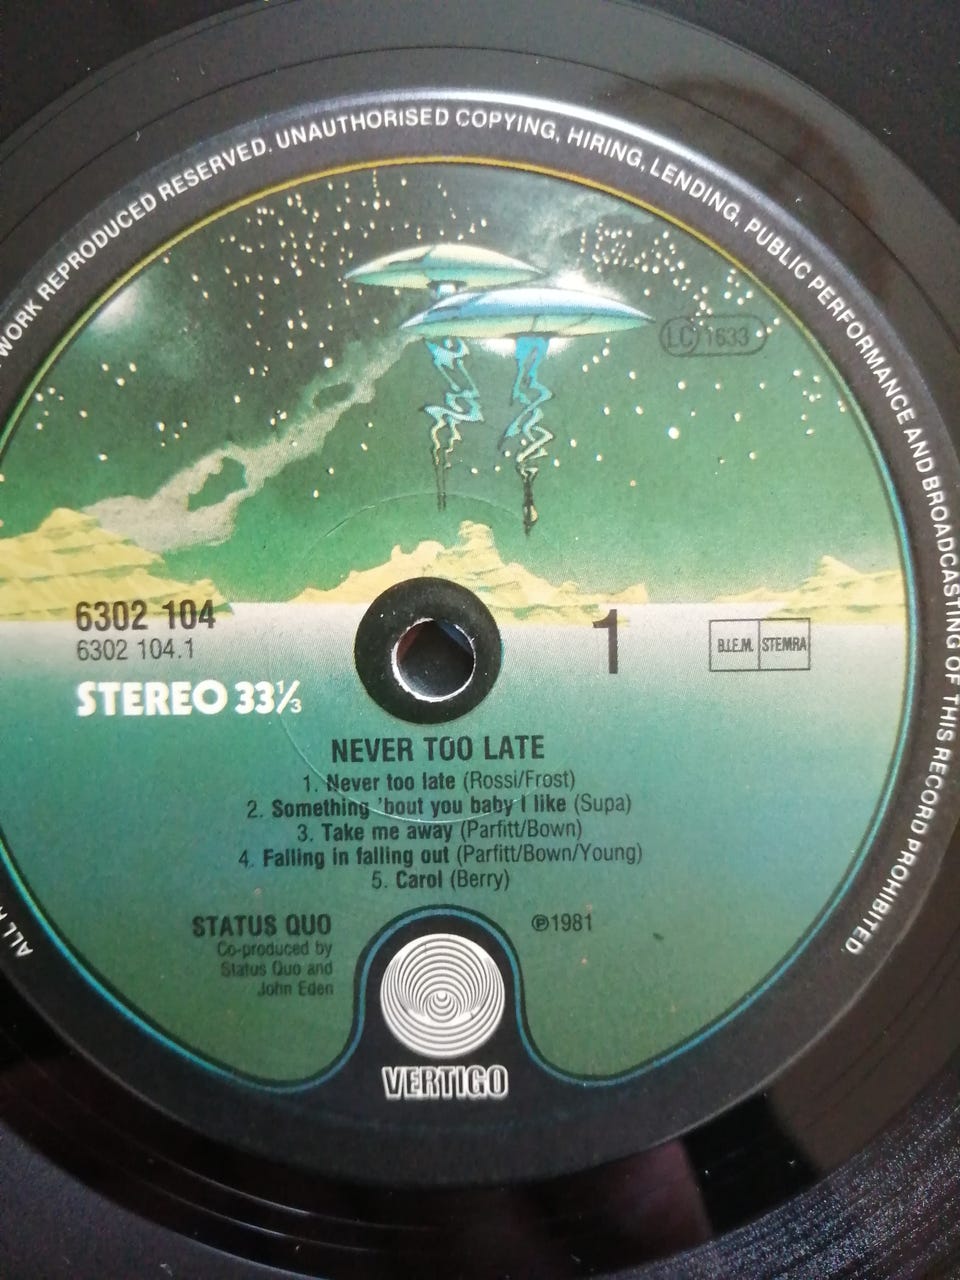 WORK REPRODUCED RESERVED. UNAUTHORISED COPYING, HIRING, LENDING, PUBLIC PERFORMANCE AND BROADCASTING OF THIS RECORD PROHIBITED.
ALL
LC 1633
6302 104
6302 104.1
STEREO 33⅓
1
B.I.E.M. STEMRA
NEVER TOO LATE
1. Never too late (Rossi/Frost)
2. Something 'bout you baby I like (Supa)
3. Take me away (Parfitt/Bown)
4. Falling in falling out (Parfitt/Bown/Young)
5. Carol (Berry)
STATUS QUO
Co-produced by
Status Quo and
John Eden
℗1981
VERTIGO